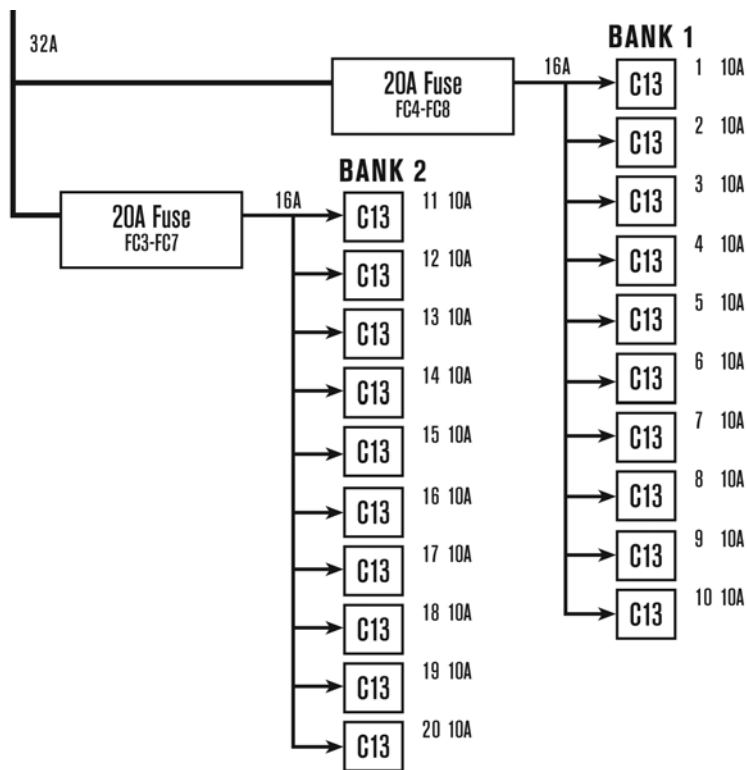 32A
BANK 1
20A Fuse
FC4-FC8
16A
C13 1 10A
C13 2 10A
C13 3 10A
C13 4 10A
C13 5 10A
C13 6 10A
C13 7 10A
C13 8 10A
C13 9 10A
C13 10 10A
BANK 2
20A Fuse
FC3-FC7
16A
C13 11 10A
C13 12 10A
C13 13 10A
C13 14 10A
C13 15 10A
C13 16 10A
C13 17 10A
C13 18 10A
C13 19 10A
C13 20 10A